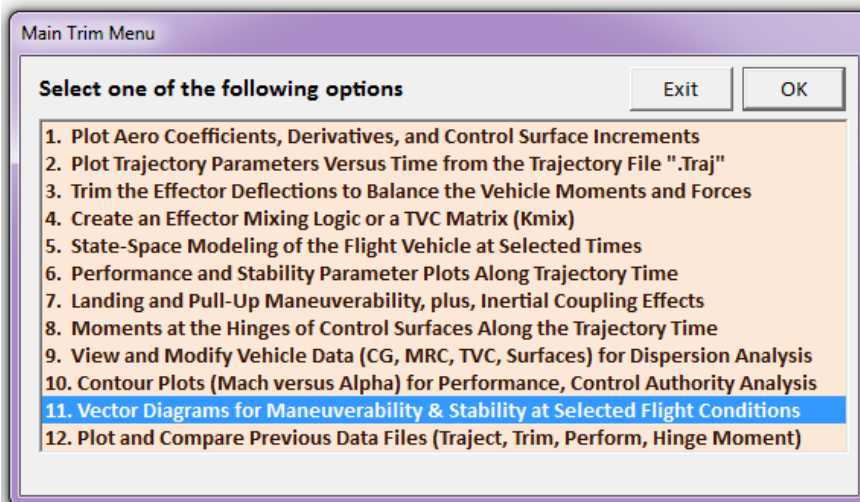 Main Trim Menu
Select one of the following options
Exit
OK
1. Plot Aero Coefficients, Derivatives, and Control Surface Increments
2. Plot Trajectory Parameters Versus Time from the Trajectory File ".Traj"
3. Trim the Effector Deflections to Balance the Vehicle Moments and Forces
4. Create an Effector Mixing Logic or a TVC Matrix (Kmix)
5. State-Space Modeling of the Flight Vehicle at Selected Times
6. Performance and Stability Parameter Plots Along Trajectory Time
7. Landing and Pull-Up Maneuverability, plus, Inertial Coupling Effects
8. Moments at the Hinges of Control Surfaces Along the Trajectory Time
9. View and Modify Vehicle Data (CG, MRC, TVC, Surfaces) for Dispersion Analysis
10. Contour Plots (Mach versus Alpha) for Performance, Control Authority Analysis
11. Vector Diagrams for Maneuverability & Stability at Selected Flight Conditions
12. Plot and Compare Previous Data Files (Traject, Trim, Perform, Hinge Moment)